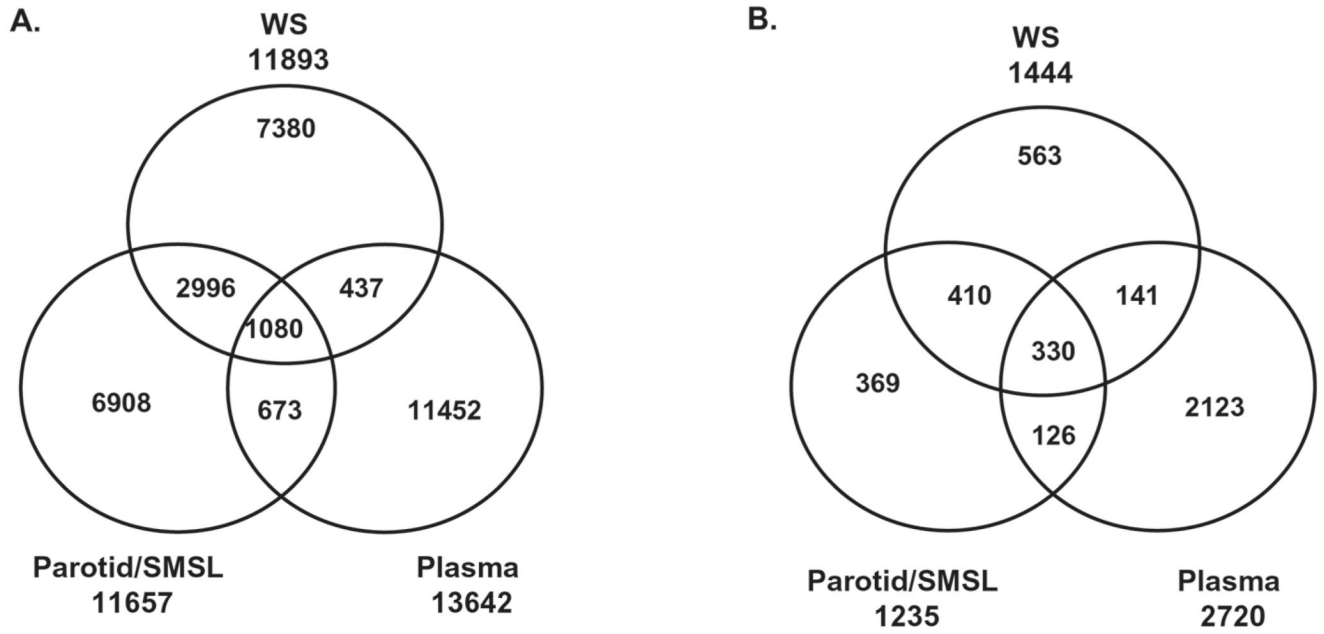 A.
WS
11893
7380
2996
437
1080
6908
673
11452
Parotid/SMSL
11657
Plasma
13642
B.
WS
1444
563
410
141
330
369
126
2123
Parotid/SMSL
1235
Plasma
2720